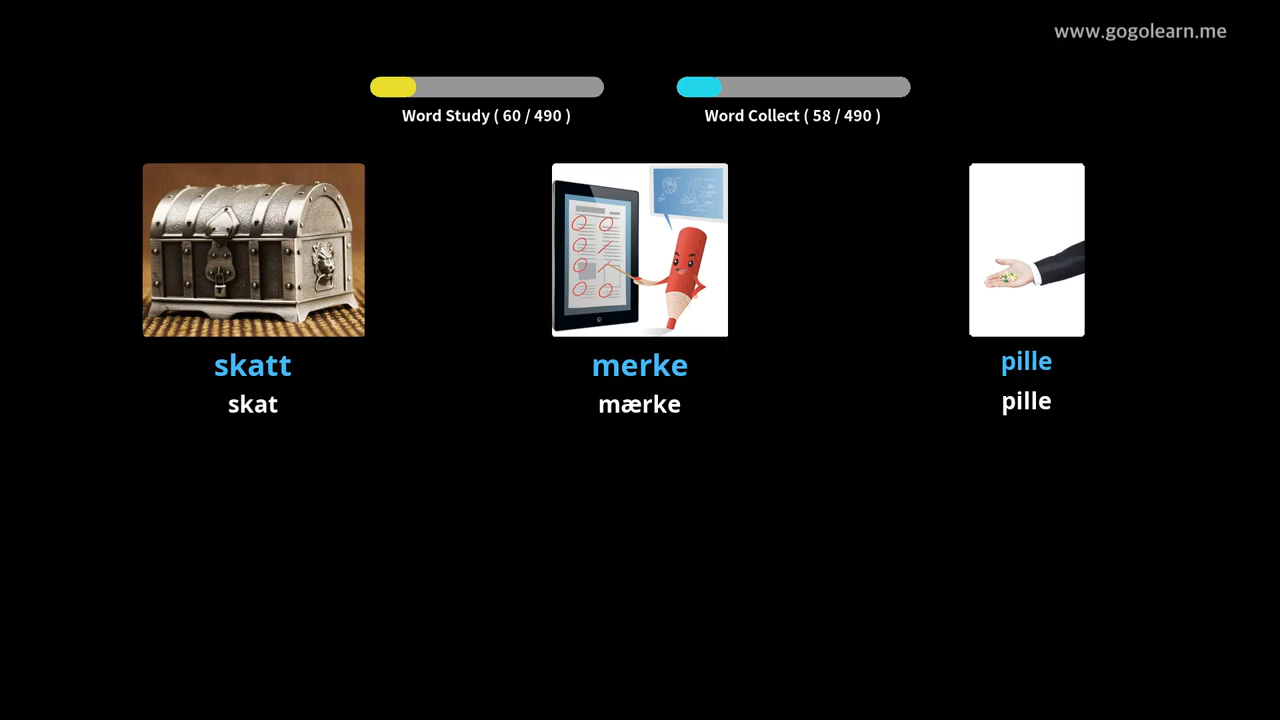 www.gogolearn.me
Word Study ( 60 / 490 )
Word Collect ( 58 / 490 )
skatt
merke
pille
skat
mærke
pille